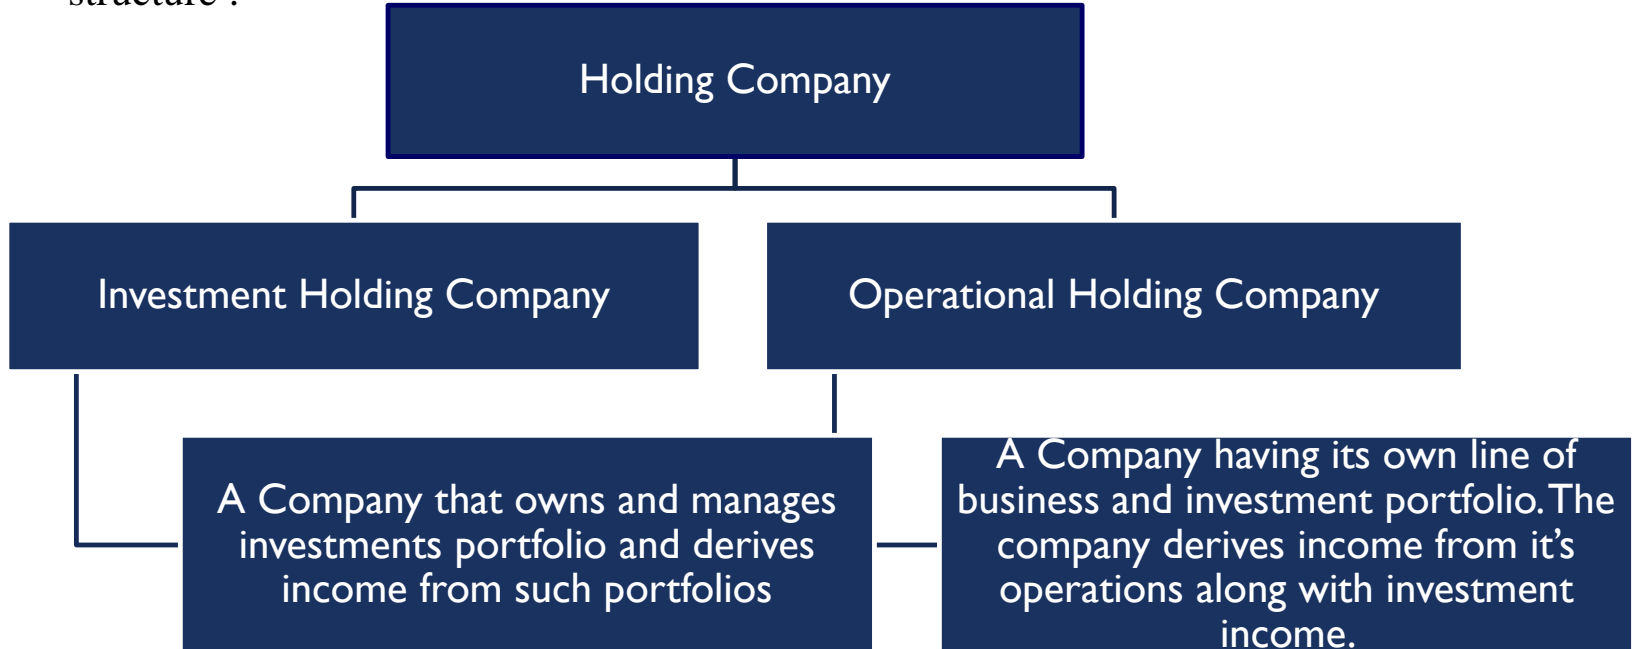 structure :
Holding Company
Investment Holding Company
Operational Holding Company
A Company that owns and manages
investments portfolio and derives
income from such portfolios
A Company having its own line of
business and investment portfolio. The
company derives income from it’s
operations along with investment
income.